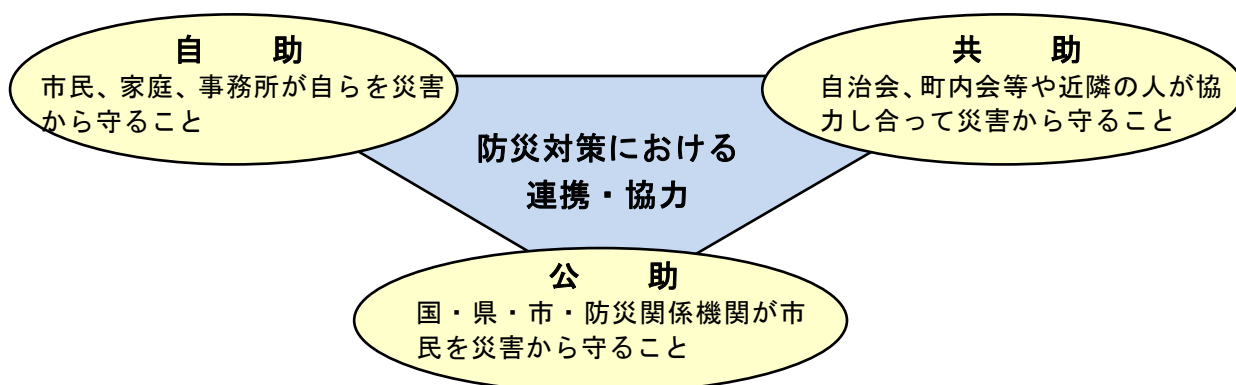 自　　助
市民、家庭、事務所が自らを災害
から守ること
共　　助
自治会、町内会等や近隣の人が協
力し合って災害から守ること
防災対策における
連携・協力
公　　助
国・県・市・防災関係機関が市
民を災害から守ること